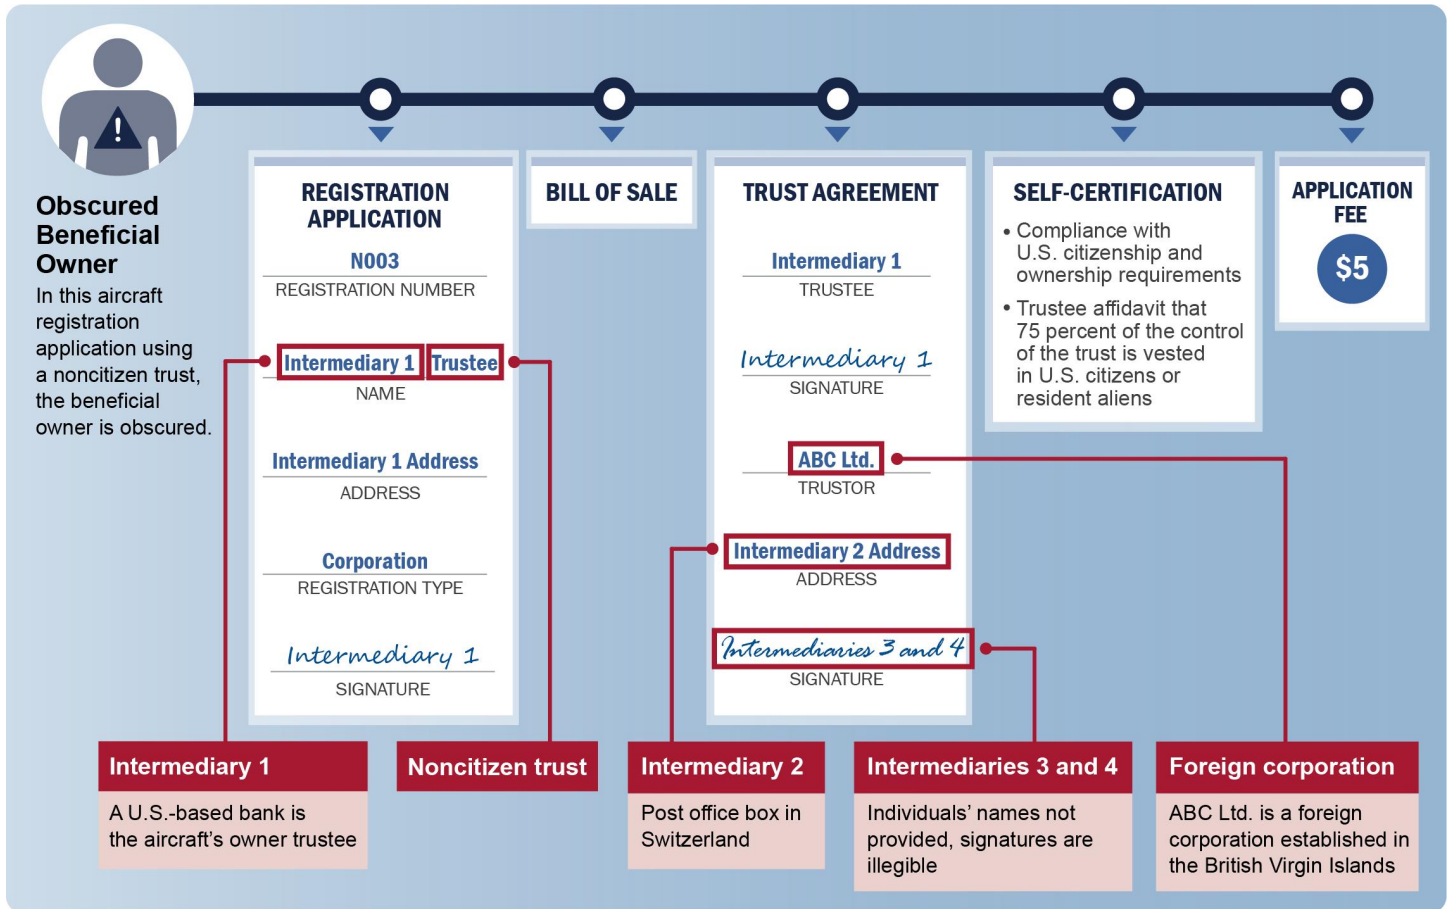 !
Obscured
Beneficial
Owner
In this aircraft
registration
application using
a noncitizen trust,
the beneficial
owner is obscured.
REGISTRATION
APPLICATION
N003
REGISTRATION NUMBER
Intermediary 1 Trustee
NAME
Intermediary 1 Address
ADDRESS
Corporation
REGISTRATION TYPE
Intermediary 1
SIGNATURE
BILL OF SALE
TRUST AGREEMENT
Intermediary 1
TRUSTEE
Intermediary 1
SIGNATURE
ABC Ltd.
TRUSTOR
Intermediary 2 Address
ADDRESS
Intermediaries 3 and 4
SIGNATURE
SELF-CERTIFICATION
• Compliance with
U.S. citizenship and
ownership requirements
• Trustee affidavit that
75 percent of the control
of the trust is vested
in U.S. citizens or
resident aliens
APPLICATION
FEE
$5
Intermediary 1
A U.S.-based bank is
the aircraft's owner trustee
Noncitizen trust
Intermediary 2
Post office box in
Switzerland
Intermediaries 3 and 4
Individuals' names not
provided, signatures are
illegible
Foreign corporation
ABC Ltd. is a foreign
corporation established in
the British Virgin Islands